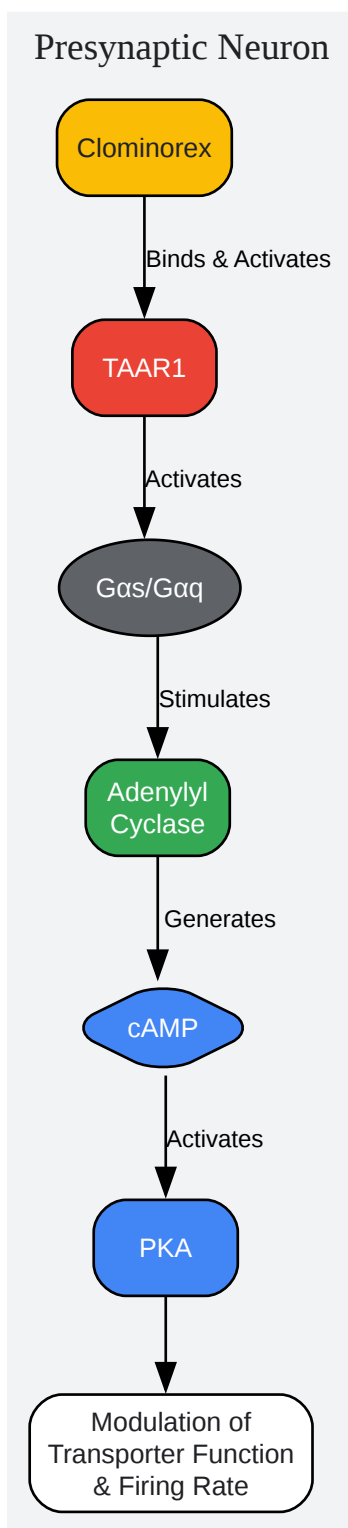 Presynaptic Neuron
Clominorex
Binds & Activates
TAAR1
Activates
Gαs/Gαq
Stimulates
Adenylyl
Cyclase
Generates
cAMP
Activates
PKA
Modulation of
Transporter Function
& Firing Rate